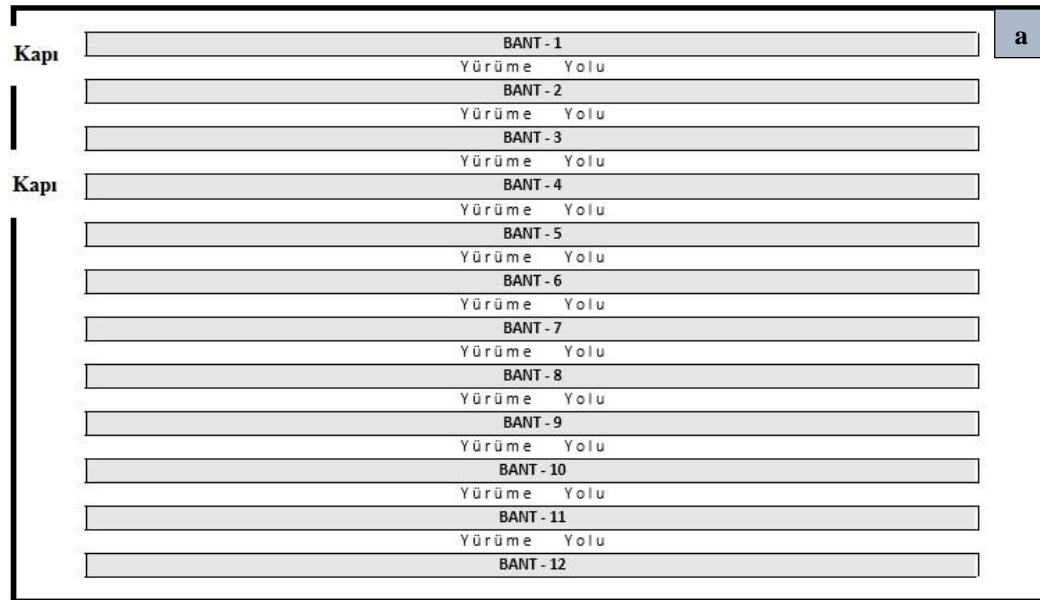 a
BANT - 1
Kapı
Yürüme Yolu
BANT - 2
Yürüme Yolu
BANT - 3
Yürüme Yolu
Kapı
BANT - 4
Yürüme Yolu
BANT - 5
Yürüme Yolu
BANT - 6
Yürüme Yolu
BANT - 7
Yürüme Yolu
BANT - 8
Yürüme Yolu
BANT - 9
Yürüme Yolu
BANT - 10
Yürüme Yolu
BANT - 11
Yürüme Yolu
BANT - 12